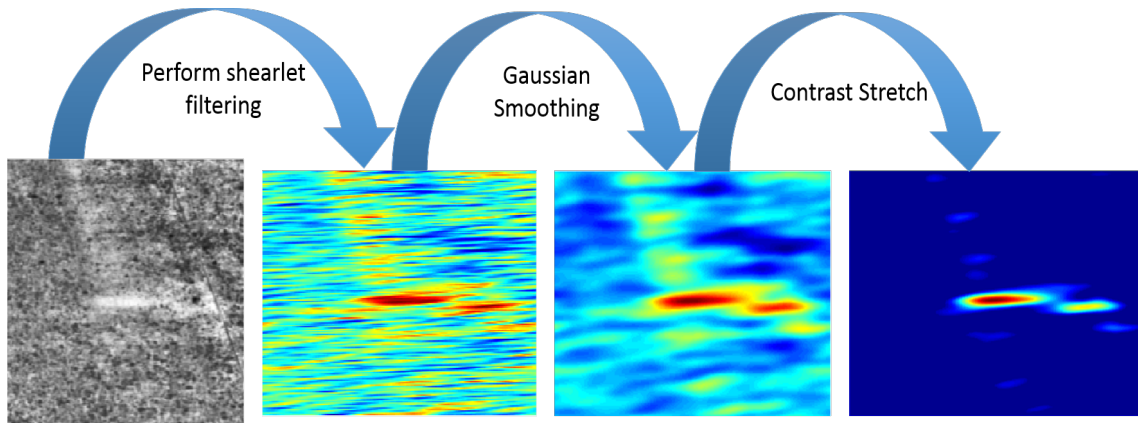 Perform shearlet
filtering
Gaussian
Smoothing
Contrast Stretch